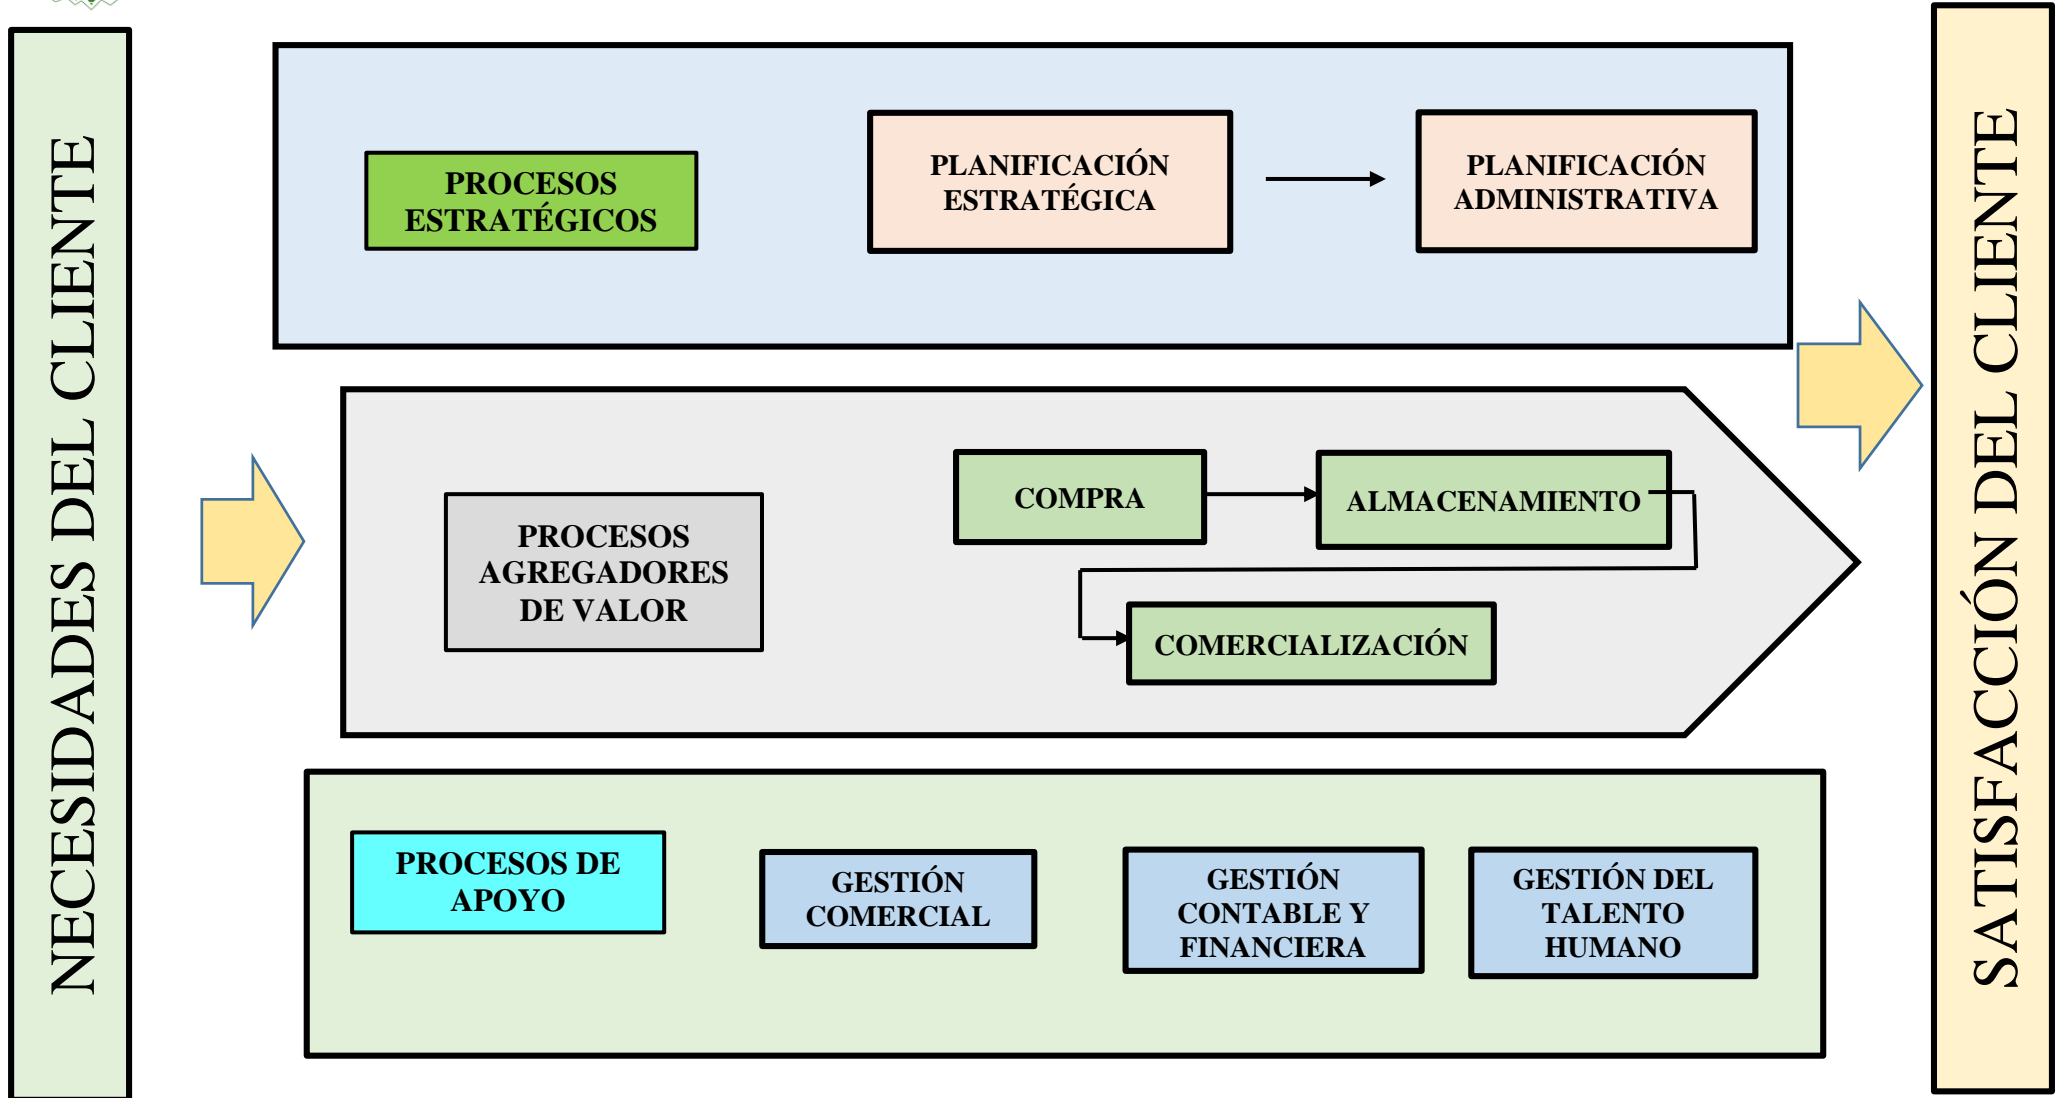 NECESIDADES DEL CLIENTE
PROCESOS
ESTRATÉGICOS
PLANIFICACIÓN
ESTRATÉGICA
PLANIFICACIÓN
ADMINISTRATIVA
PROCESOS
AGREGADORES
DE VALOR
COMPRA
ALMACENAMIENTO
COMERCIALIZACIÓN
PROCESOS DE
APOYO
GESTIÓN
COMERCIAL
GESTIÓN
CONTABLE Y
FINANCIERA
GESTIÓN DEL
TALENTO
HUMANO
SATISFACCIÓN DEL CLIENTE